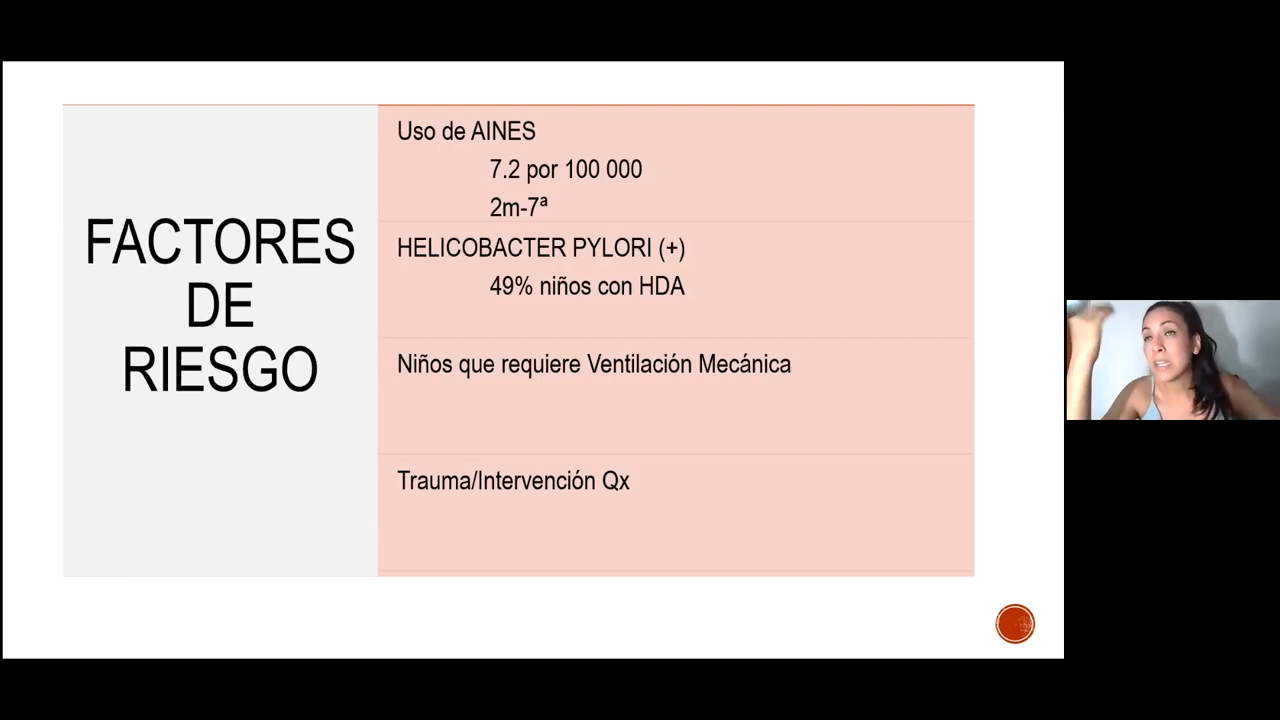 FACTORES
DE
RIESGO
Uso de AINES
7.2 por 100 000
2m-7ª
HELICOBACTER PYLORI (+)
49% niños con HDA
Niños que requiere Ventilación Mecánica
Trauma/Intervención Qx